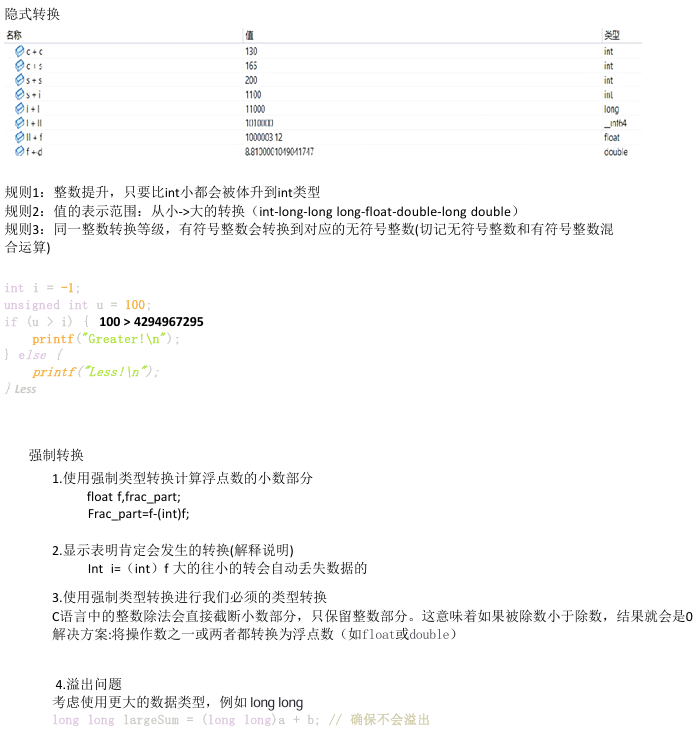 隐式转换
名称 值 类型
c + c 130 int
c + s 165 int
s + s 200 int
s + i 1100 int
i + l 11000 long
l + ll 1010000 __int64
ll + f 1000003.12 float
f + d 8.8100001049041747 double
规则1：整数提升，只要比int小都会被体升到int类型
规则2：值的表示范围：从小->大的转换（int-long-long long-float-double-long double）
规则3：同一整数转换等级，有符号整数会转换到对应的无符号整数(切记无符号整数和有符号整数混
合运算)
int i = -1;
unsigned int u = 100;
if (u > i) { 100 > 4294967295
printf("Greater!\n");
} else {
printf("Less!\n");
} Less
强制转换
1.使用强制类型转换计算浮点数的小数部分
float f,frac_part;
Frac_part=f-(int)f;
2.显示表明肯定会发生的转换(解释说明)
Int i=（int）f 大的往小的转会自动丢失数据的
3.使用强制类型转换进行我们必须的类型转换
C语言中的整数除法会直接截断小数部分，只保留整数部分。这意味着如果被除数小于除数，结果就会是0
解决方案:将操作数之一或两者都转换为浮点数（如float或double）
4.溢出问题
考虑使用更大的数据类型，例如 long long
long long largeSum = (long long)a + b; // 确保不会溢出